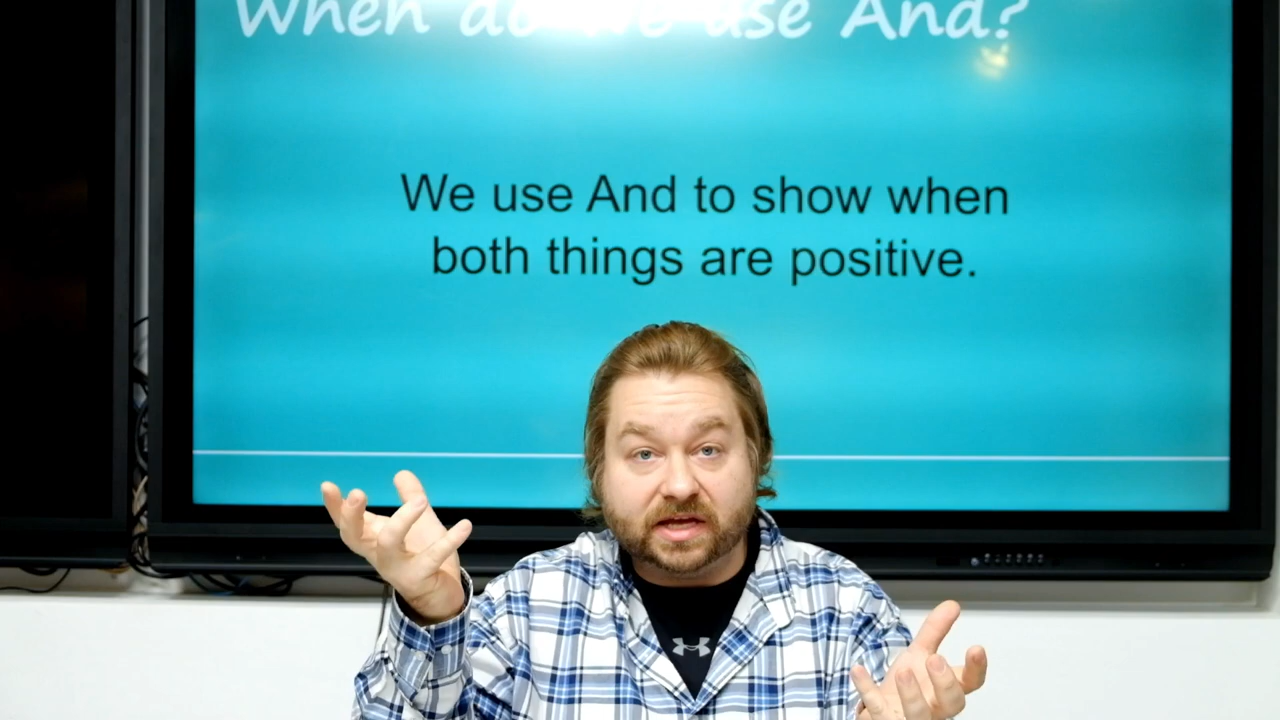 When do we use And?
We use And to show when
both things are positive.